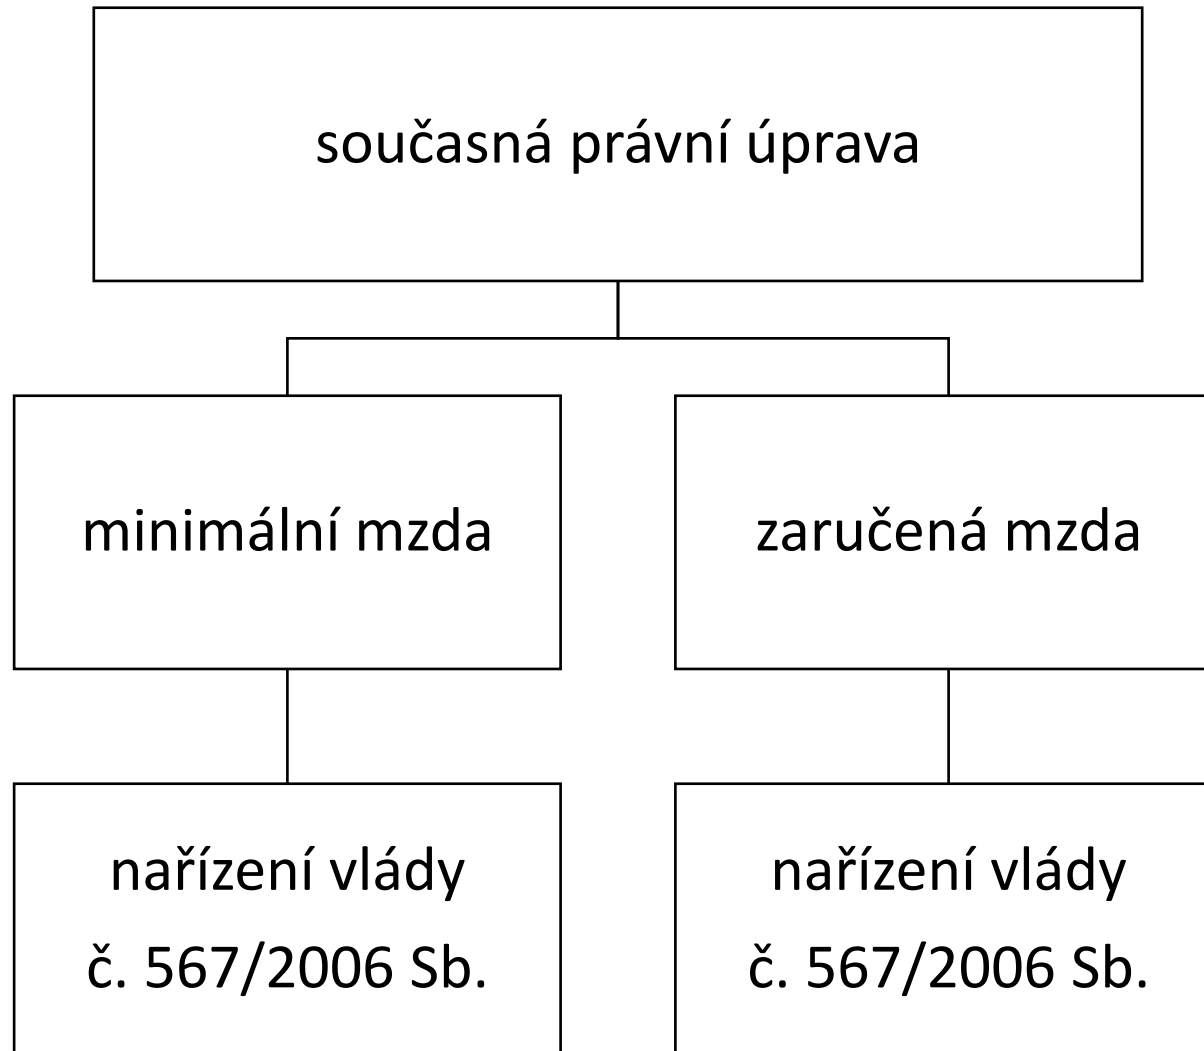 současná právní úprava
minimální mzda
zaručená mzda
nařízení vlády
č. 567/2006 Sb.
nařízení vlády
č. 567/2006 Sb.